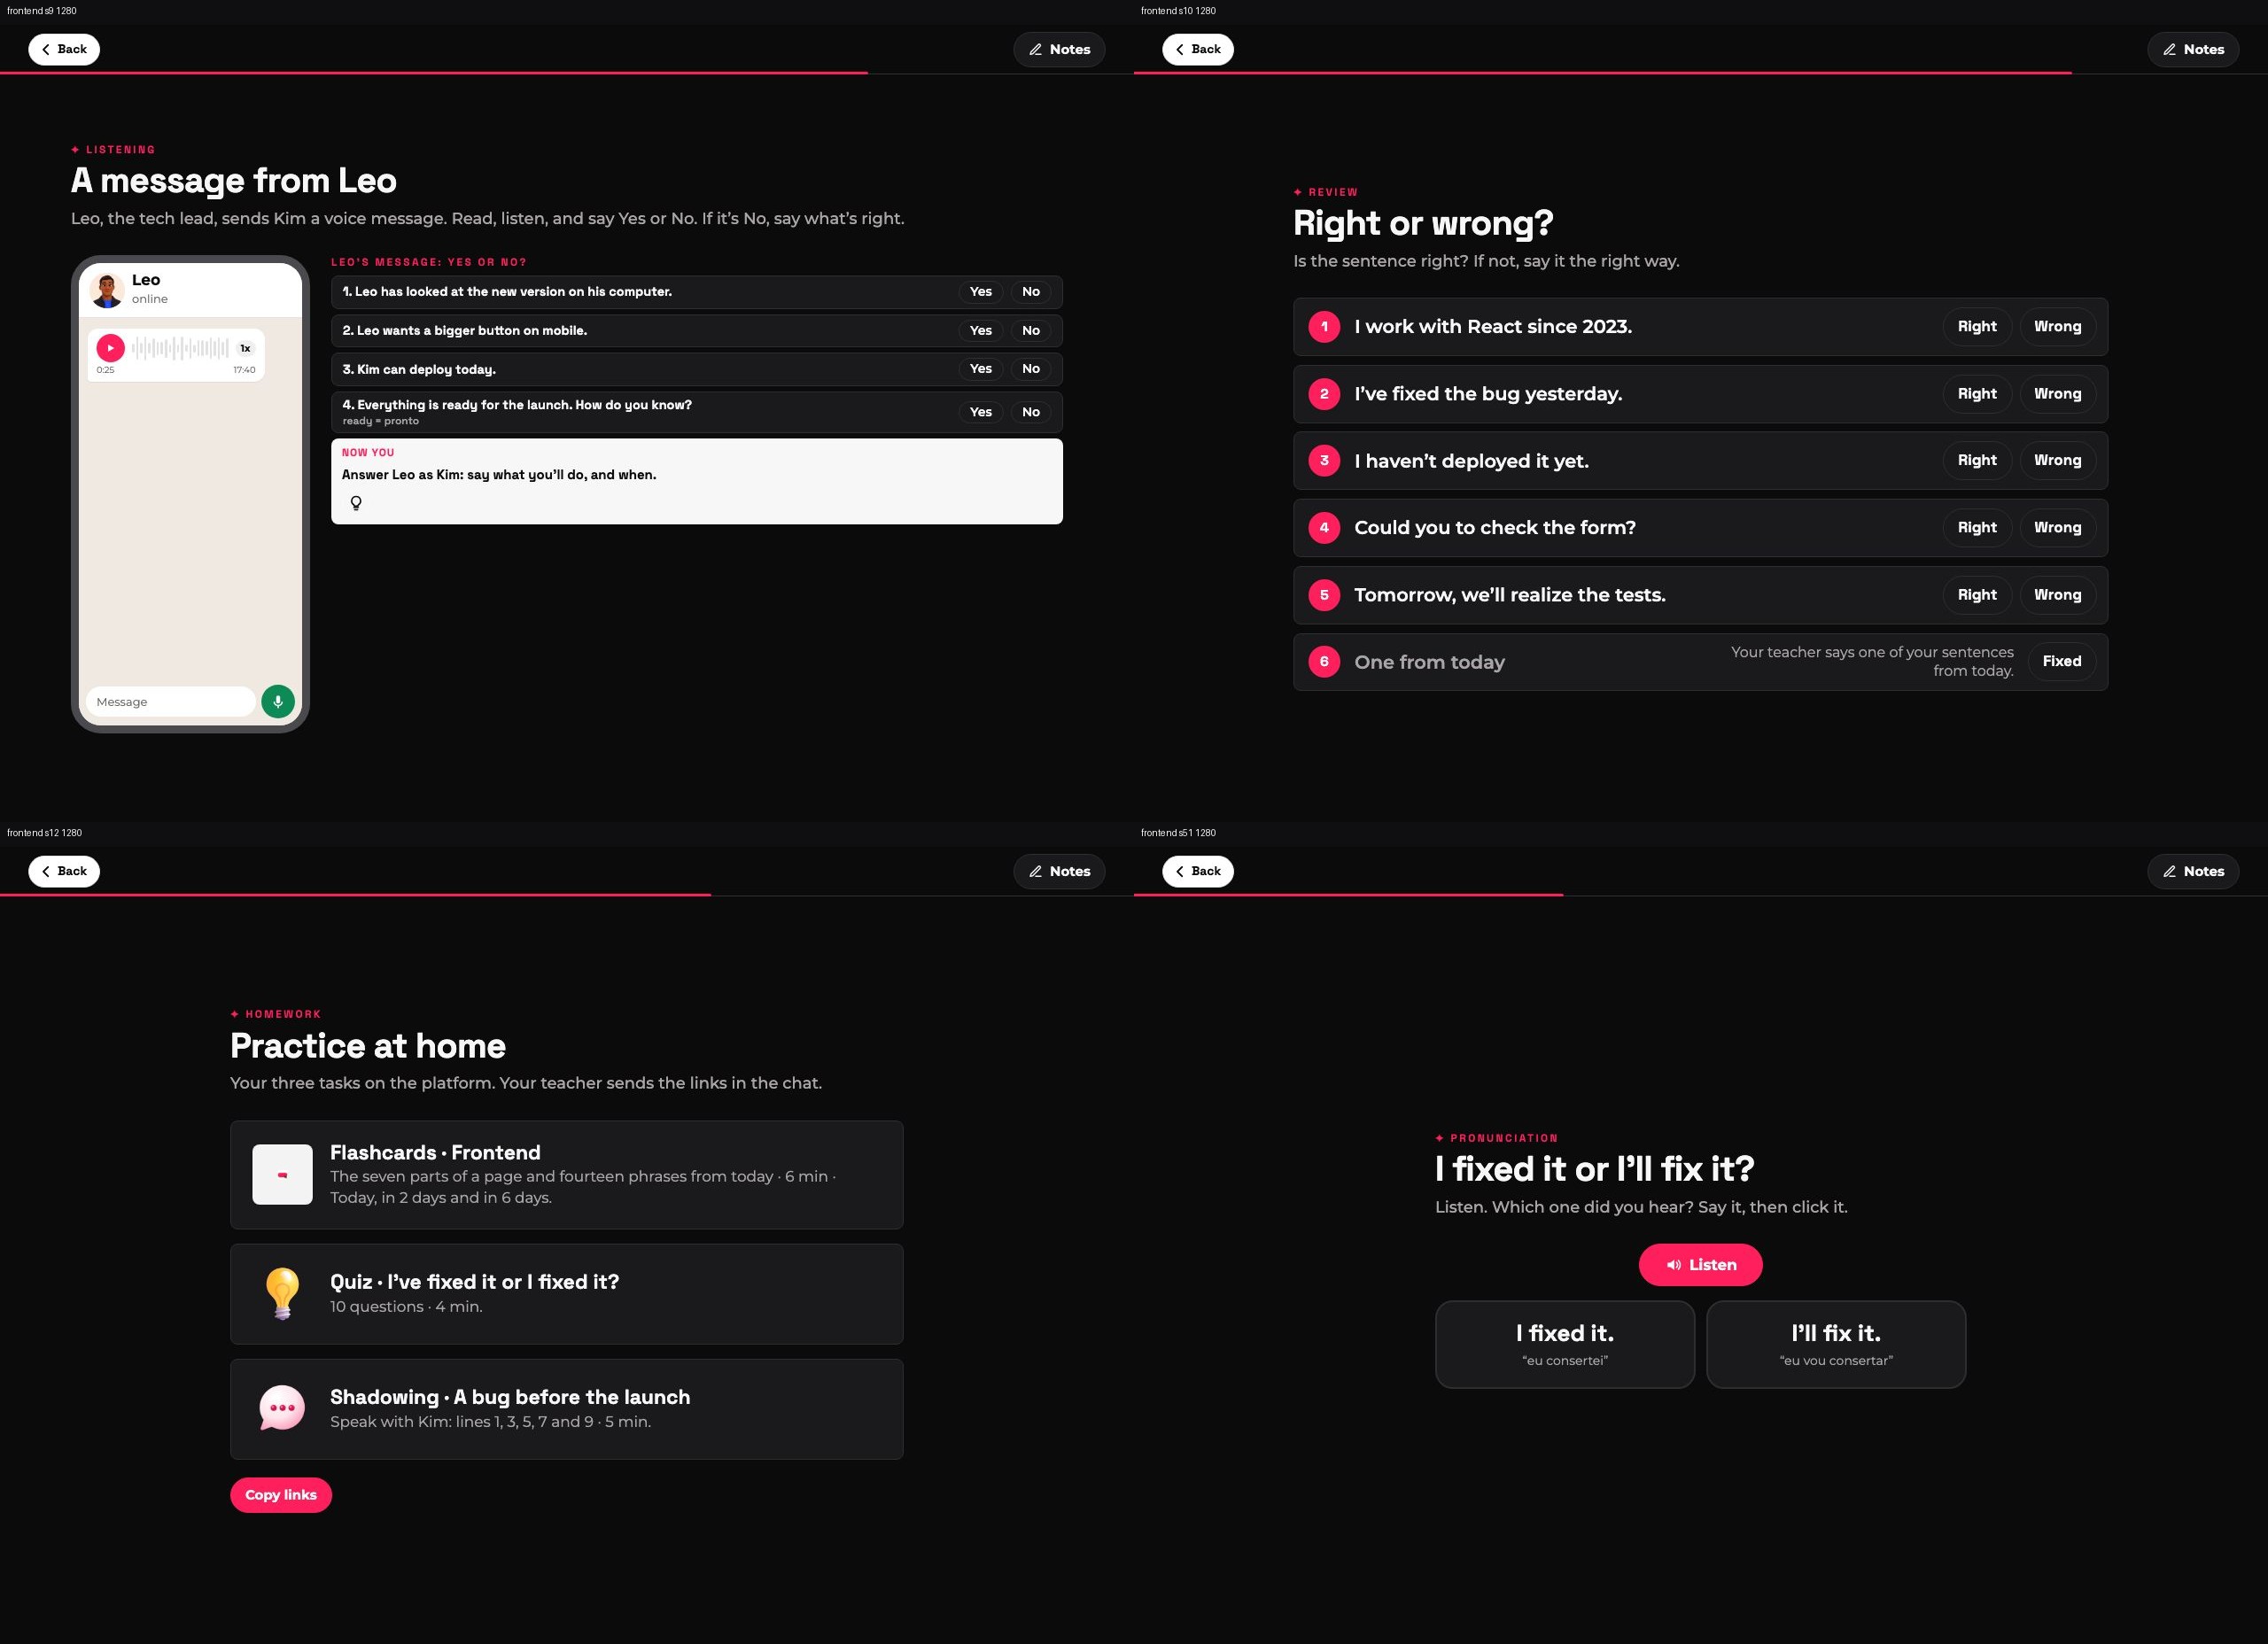 frontend s9 1280
Back
Notes
LISTENING
A message from Leo
Leo, the tech lead, sends Kim a voice message. Read, listen, and say Yes or No. If it’s No, say what’s right.
Leo
online
1x
0:25
17:40
Message
LEO’S MESSAGE: YES OR NO?
1. Leo has looked at the new version on his computer.
Yes
No
2. Leo wants a bigger button on mobile.
Yes
No
3. Kim can deploy today.
Yes
No
4. Everything is ready for the launch. How do you know?
ready = pronto
Yes
No
NOW YOU
Answer Leo as Kim: say what you’ll do, and when.
frontend s10 1280
Back
Notes
REVIEW
Right or wrong?
Is the sentence right? If not, say it the right way.
1
I work with React since 2023.
Right
Wrong
2
I’ve fixed the bug yesterday.
Right
Wrong
3
I haven’t deployed it yet.
Right
Wrong
4
Could you to check the form?
Right
Wrong
5
Tomorrow, we’ll realize the tests.
Right
Wrong
6
One from today
Your teacher says one of your sentences
from today.
Fixed
frontend s12 1280
Back
Notes
HOMEWORK
Practice at home
Your three tasks on the platform. Your teacher sends the links in the chat.
Flashcards · Frontend
The seven parts of a page and fourteen phrases from today · 6 min ·
Today, in 2 days and in 6 days.
Quiz · I’ve fixed it or I fixed it?
10 questions · 4 min.
Shadowing · A bug before the launch
Speak with Kim: lines 1, 3, 5, 7 and 9 · 5 min.
Copy links
frontend s51 1280
Back
Notes
PRONUNCIATION
I fixed it or I’ll fix it?
Listen. Which one did you hear? Say it, then click it.
Listen
I fixed it.
“eu consertei”
I’ll fix it.
“eu vou consertar”